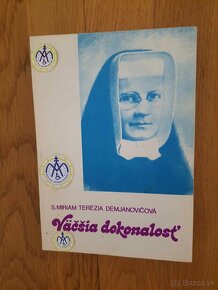 S. MIRIAM TERÉZIA DEMJANOVIČOVÁ
Väčšia dokonalosť